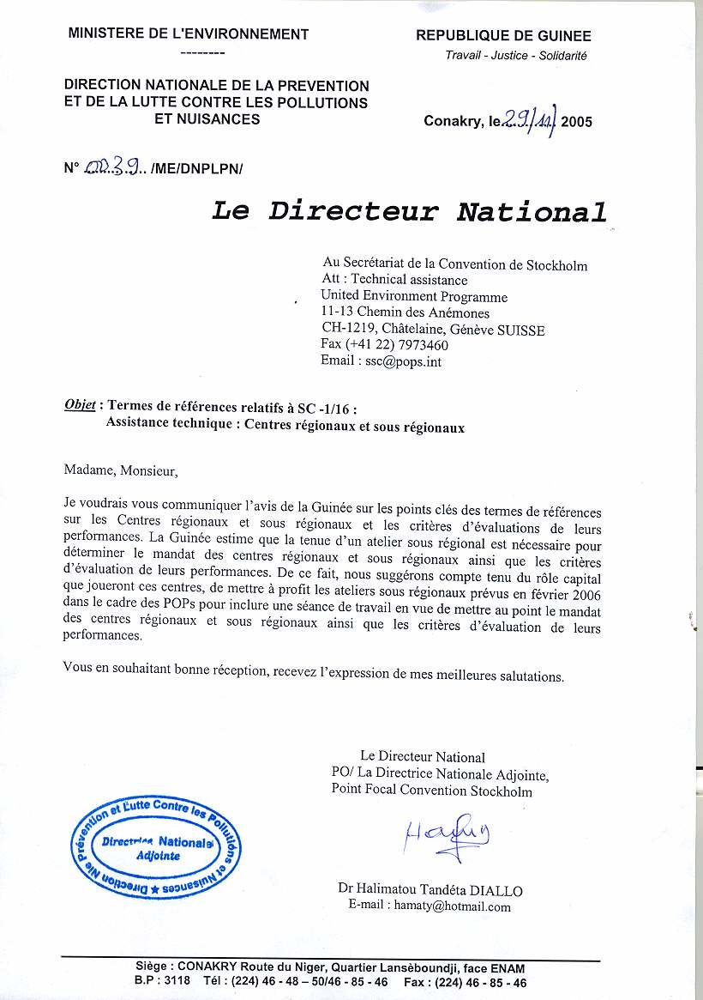 MINISTERE DE L'ENVIRONNEMENT
--------
REPUBLIQUE DE GUINEE
Travail - Justice - Solidarité
DIRECTION NATIONALE DE LA PREVENTION
ET DE LA LUTTE CONTRE LES POLLUTIONS
ET NUISANCES
Conakry, le 29/11/ 2005
N° 0039.. /ME/DNPLPN/
Le Directeur National
Au Secrétariat de la Convention de Stockholm
Att : Technical assistance
United Environment Programme
11-13 Chemin des Anémones
CH-1219, Châtelaine, Génève SUISSE
Fax (+41 22) 7973460
Email : ssc@pops.int
Objet : Termes de références relatifs à SC -1/16 :
Assistance technique : Centres régionaux et sous régionaux
Madame, Monsieur,
Je voudrais vous communiquer l'avis de la Guinée sur les points clés des termes de références
sur les Centres régionaux et sous régionaux et les critères d'évaluations de leurs
performances. La Guinée estime que la tenue d'un atelier sous régional est nécessaire pour
déterminer le mandat des centres régionaux et sous régionaux ainsi que les critères
d'évaluation de leurs performances. De ce fait, nous suggérons compte tenu du rôle capital
que joueront ces centres, de mettre à profit les ateliers sous régionaux prévus en février 2006
dans le cadre des POPs pour inclure une séance de travail en vue de mettre au point le mandat
des centres régionaux et sous régionaux ainsi que les critères d'évaluation de leurs
performances.
Vous en souhaitant bonne réception, recevez l'expression de mes meilleures salutations.
Le Directeur National
PO/ La Directrice Nationale Adjointe,
Point Focal Convention Stockholm
Direction Nle Prévention et Lutte Contre les Pollutions et Nuisances ★
Directrice Nationale
Adjointe
Dr Halimatou Tandéta DIALLO
E-mail : hamaty@hotmail.com
Siège : CONAKRY Route du Niger, Quartier Lansèboundji, face ENAM
B.P : 3118 Tél : (224) 46 - 48 – 50/46 - 85 - 46 Fax : (224) 46 - 85 - 46